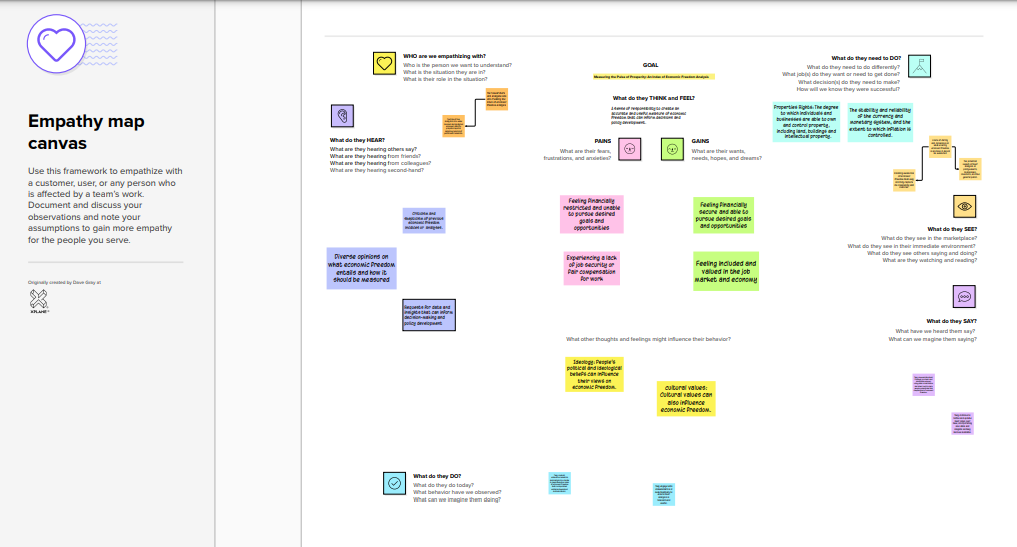 Empathy map
canvas
Use this framework to empathize with
a customer, user, or any person who
is affected by a team's work.
Document and discuss your
observations and note your
assumptions to gain more empathy
for the people you serve.
Originally created by Dave Gray at
XPLANE
WHO are we empathizing with?
Who is the person we want to understand?
What is the situation they are in?
What is their role in the situation?
What do they HEAR?
What are they hearing others say?
What are they hearing from friends?
What are they hearing from colleagues?
What are they hearing second-hand?
Diverse opinions on
what economic freedom
entails and how it
should be measured
Requests for data and
insights that can inform
decision-making and
policy development.
GOAL
Measuring the Pulse of Prosperity: An Index of Economic Freedom Analysis
What do they THINK and FEEL?
A sense of responsibility to create an
accurate and useful measure of economic
freedom that can inform decisions and
policy development.
PAINS
What are their fears,
frustrations, and anxieties?
GAINS
What are their wants,
needs, hopes, and dreams?
Feeling financially
restricted and unable
to pursue desired
goals and
opportunities
Feeling financially
secure and able to
pursue desired goals
and opportunities
Experiencing a lack
of job security or
fair compensation
for work
Feeling included and
valued in the job
market and economy
What other thoughts and feelings might influence their behavior?
Ideology: People's
political and ideological
beliefs can influence
their views on
economic freedom.
cultural values:
Cultural values can
also influence
economic freedom.
What do they need to DO?
What do they need to do differently?
What job(s) do they want or need to get done?
What decision(s) do they need to make?
How will we know they were successful?
Properties Rights: The degree
to which individuals and
businesses are able to own
and control property,
including land, buildings and
intellectual property.
The stability and reliability
of the currency and
monetary system, and the
extent to which inflation is
controlled.
What do they SEE?
What do they see in the marketplace?
What do they see in their immediate environment?
What do they see others saying and doing?
What are they watching and reading?
What do they SAY?
What have we heard them say?
What can we imagine them saying?
What do they DO?
What do they do today?
What behavior have we observed?
What can we imagine them doing?